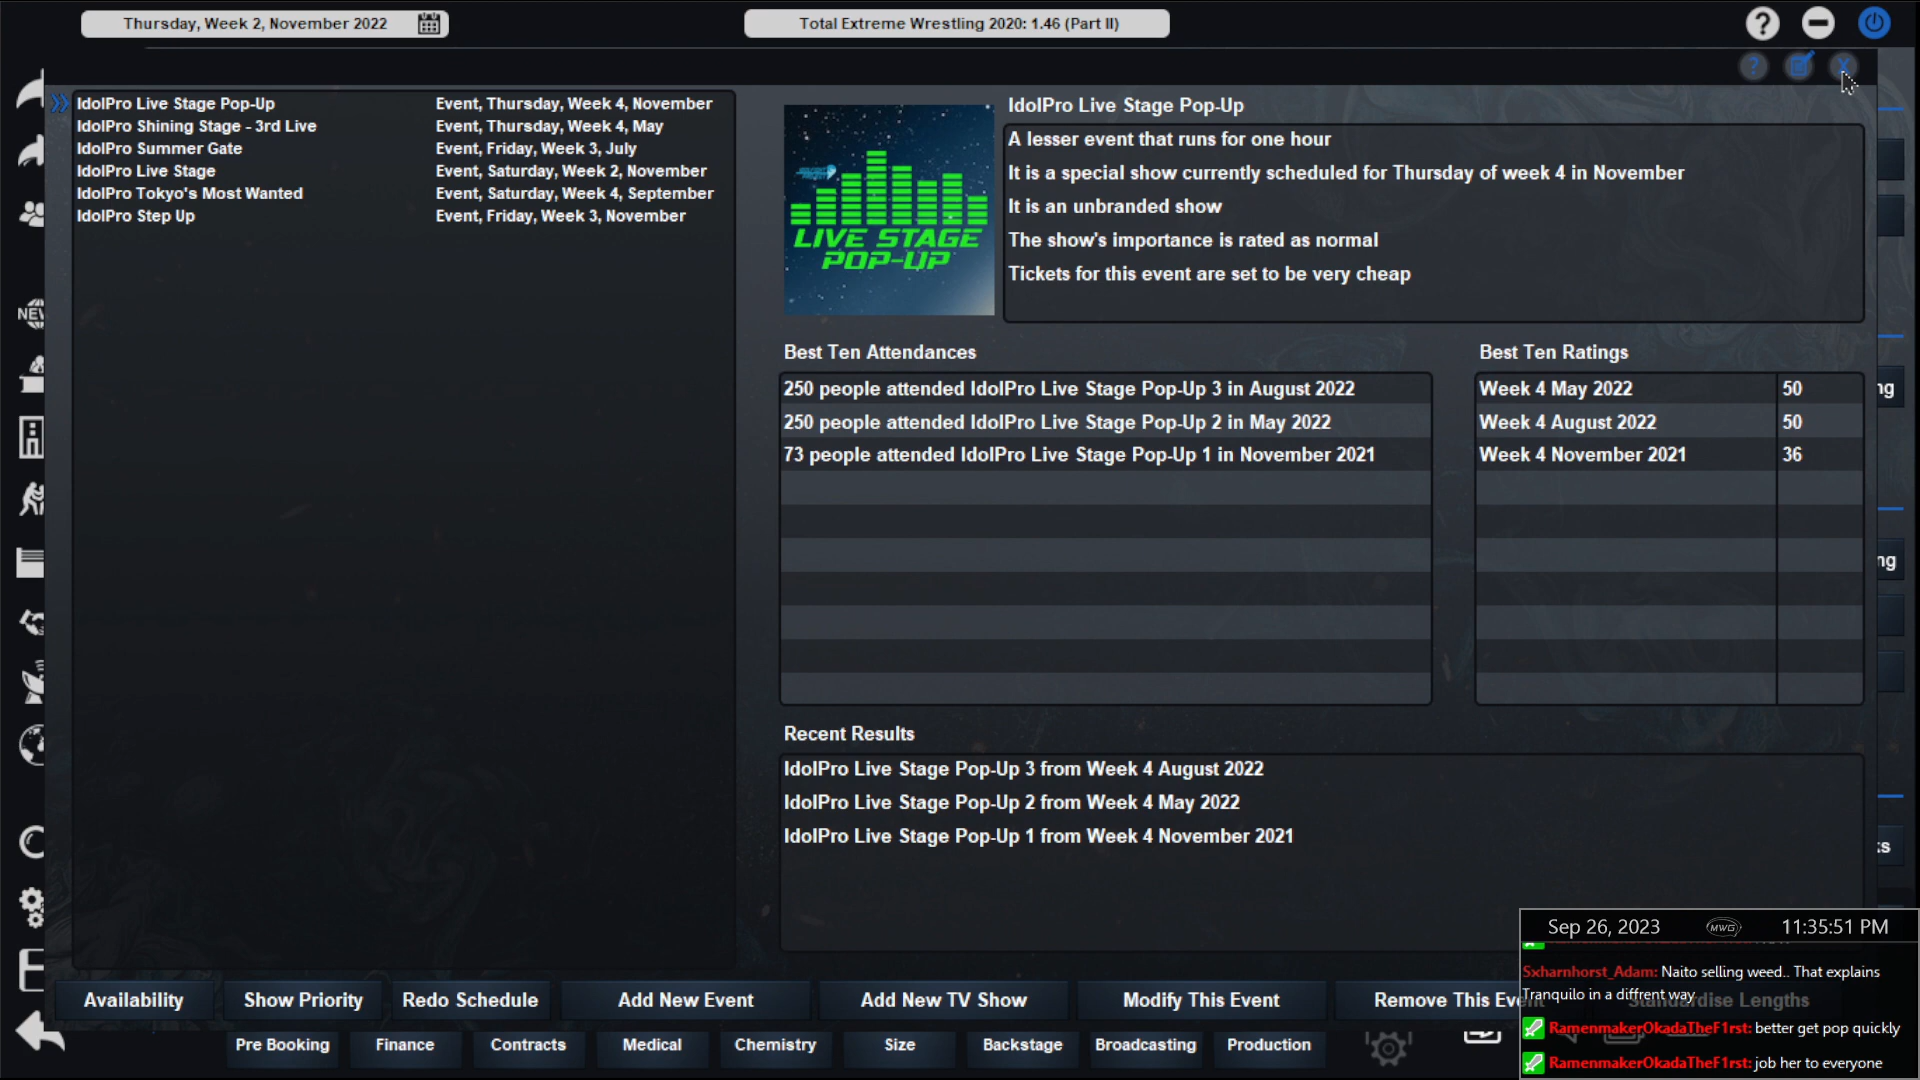 Thursday, Week 2, November 2022
Total Extreme Wrestling 2020: 1.46 (Part II)
IdolPro Live Stage Pop-Up Event, Thursday, Week 4, November
IdolPro Shining Stage - 3rd Live Event, Thursday, Week 4, May
IdolPro Summer Gate Event, Friday, Week 3, July
IdolPro Live Stage Event, Saturday, Week 2, November
IdolPro Tokyo's Most Wanted Event, Saturday, Week 4, September
IdolPro Step Up Event, Friday, Week 3, November
LIVE STAGE
POP-UP
IdolPro Live Stage Pop-Up
A lesser event that runs for one hour
It is a special show currently scheduled for Thursday of week 4 in November
It is an unbranded show
The show's importance is rated as normal
Tickets for this event are set to be very cheap
Best Ten Attendances
250 people attended IdolPro Live Stage Pop-Up 3 in August 2022
250 people attended IdolPro Live Stage Pop-Up 2 in May 2022
73 people attended IdolPro Live Stage Pop-Up 1 in November 2021
Best Ten Ratings
Week 4 May 2022 50
Week 4 August 2022 50
Week 4 November 2021 36
Recent Results
IdolPro Live Stage Pop-Up 3 from Week 4 August 2022
IdolPro Live Stage Pop-Up 2 from Week 4 May 2022
IdolPro Live Stage Pop-Up 1 from Week 4 November 2021
Sep 26, 2023 MWG 11:35:51 PM
Sxharnhorst_Adam: Naito selling weed.. That explains
Tranquilo in a diffrent way
RamenmakerOkadaTheF1rst: better get pop quickly
RamenmakerOkadaTheF1rst: job her to everyone
Availability Show Priority Redo Schedule Add New Event Add New TV Show Modify This Event Remove This Event Standardise Lengths
Pre Booking Finance Contracts Medical Chemistry Size Backstage Broadcasting Production